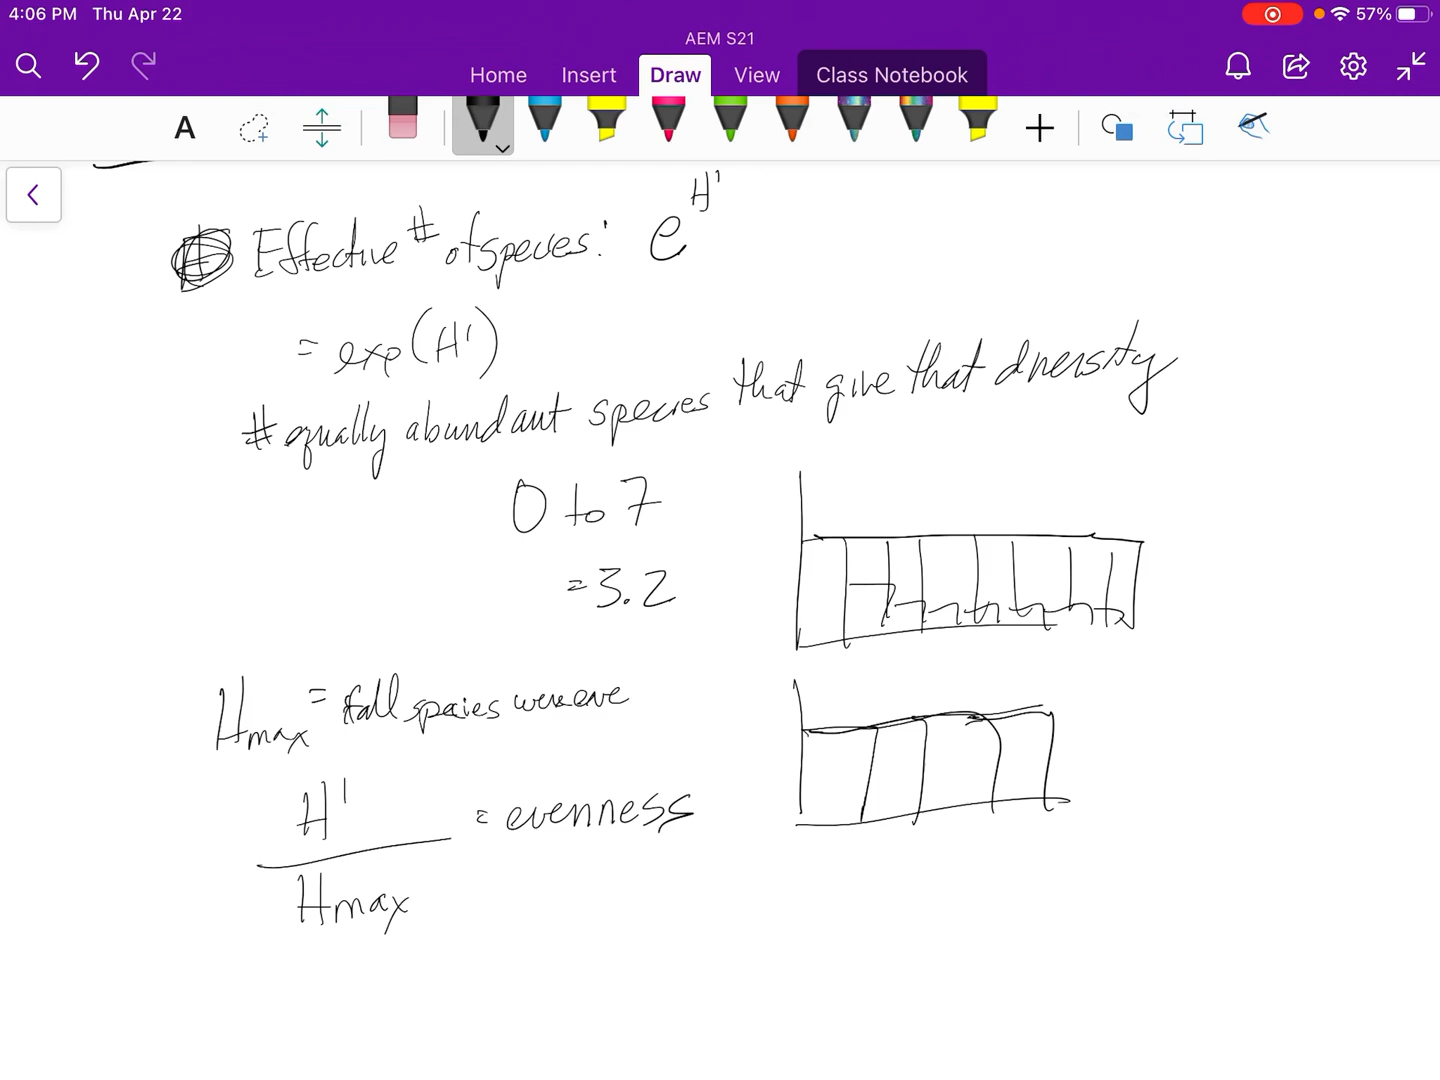 4:06 PM Thu Apr 22
57%
AEM S21
Home Insert Draw View Class Notebook
A
Effective # of species: e^H'
= exp(H')
# equally abundant species that give that diversity
0 to 7
= 3.2
Hmax = if all species were eve
H'
= evenness
Hmax